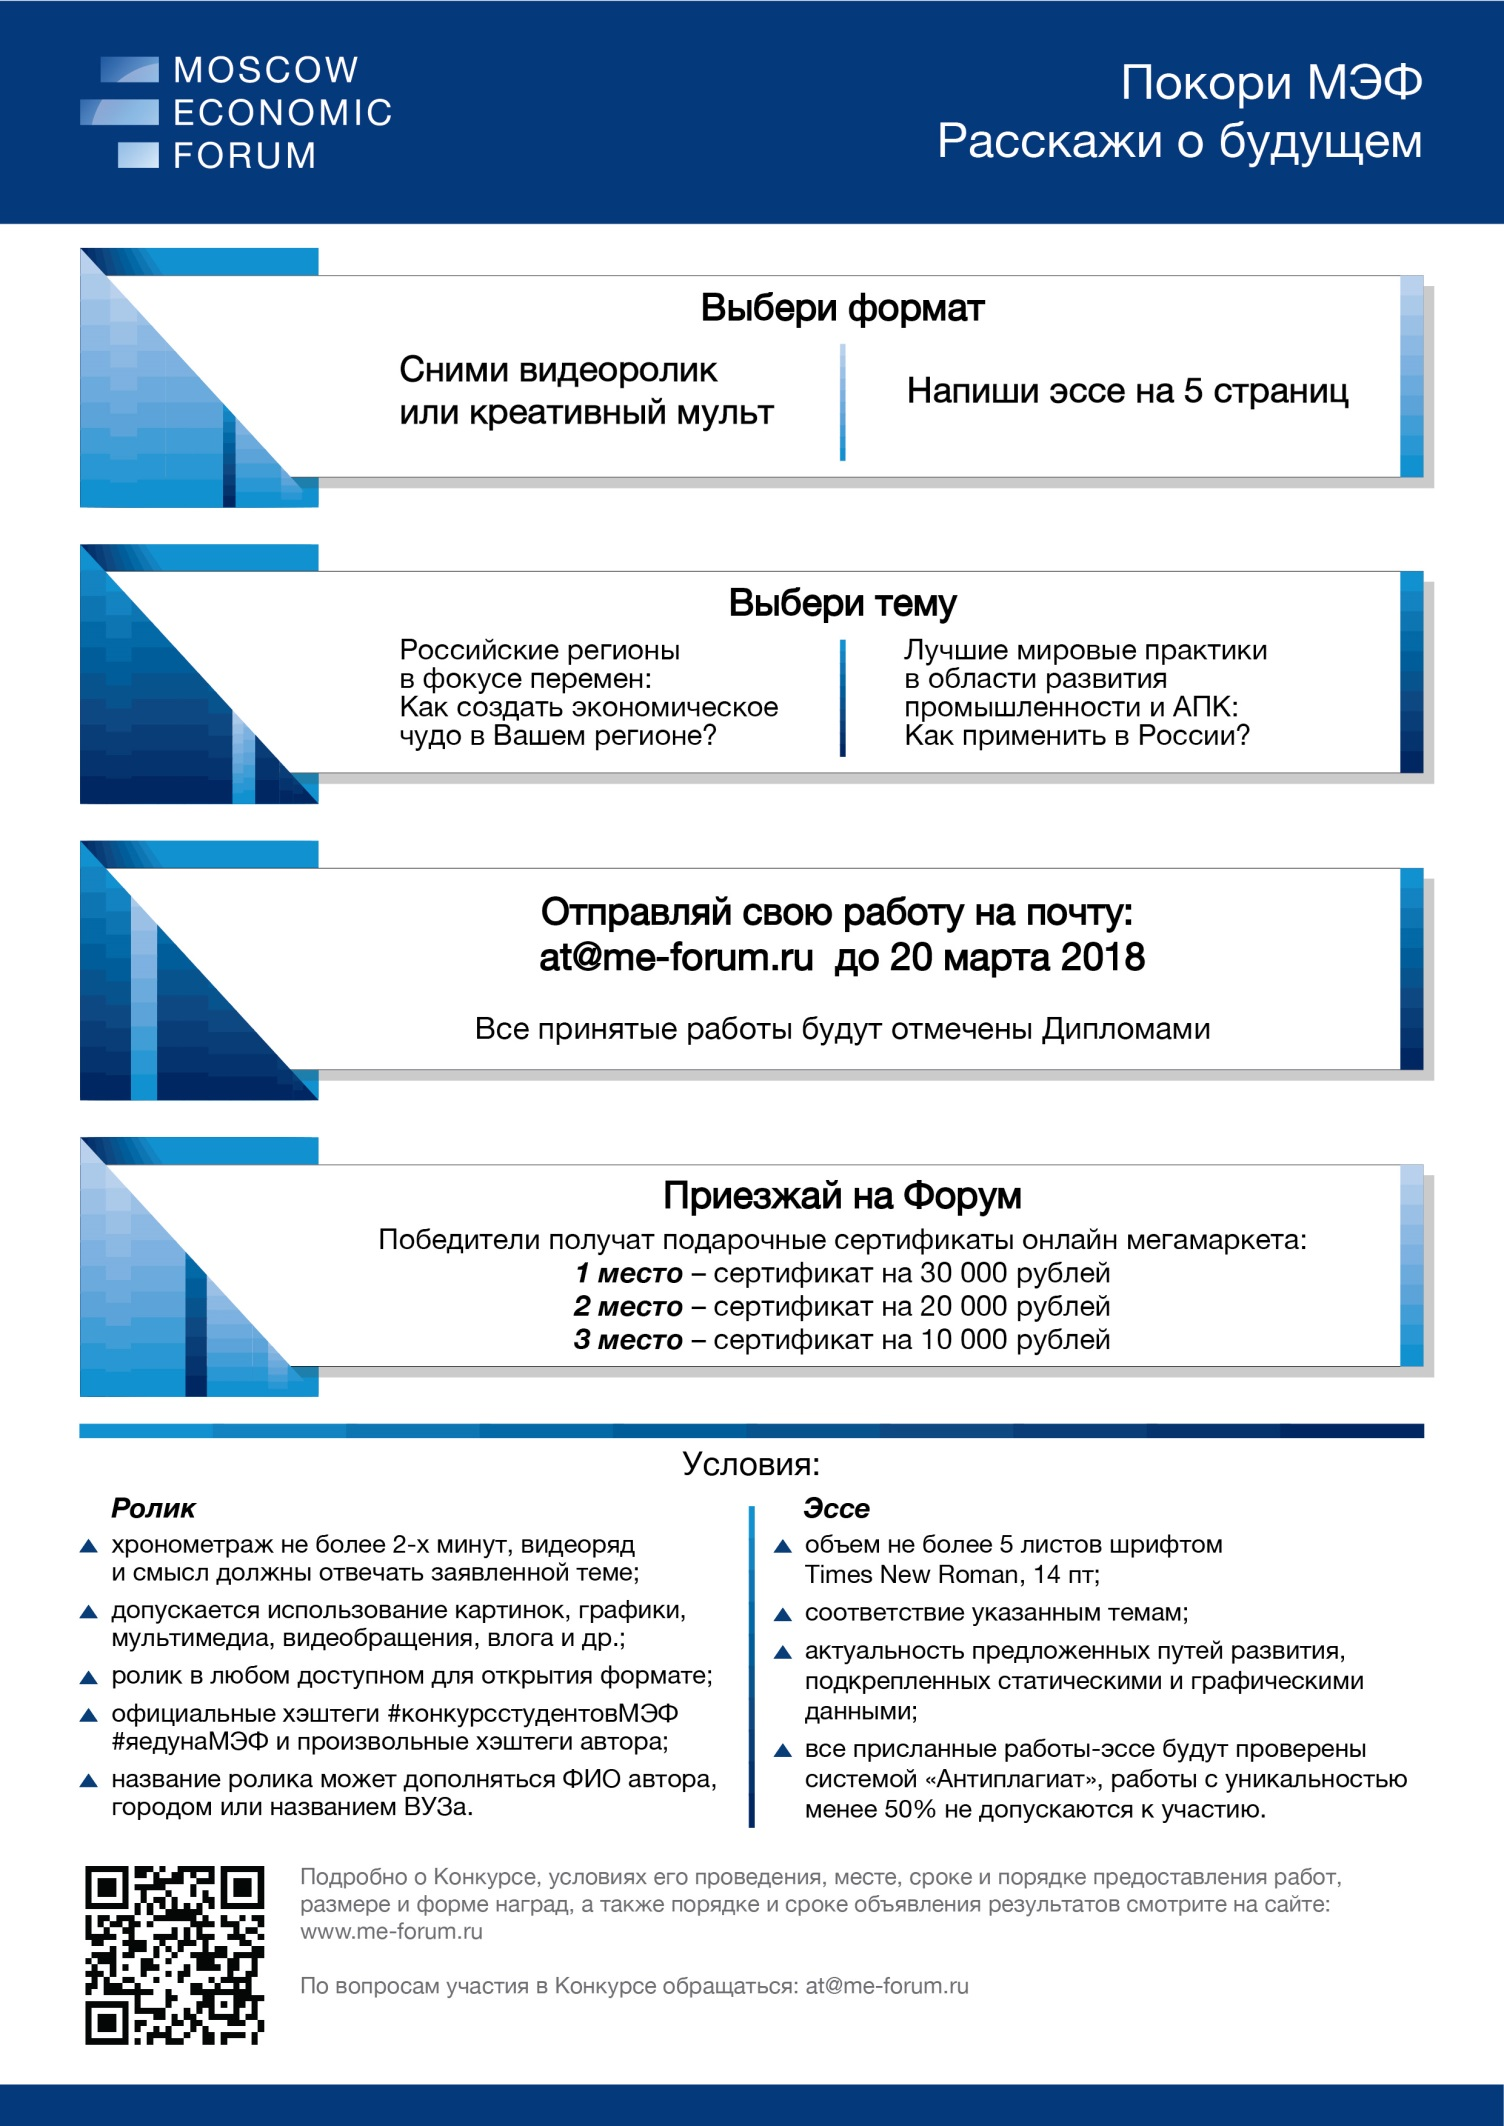 MOSCOW
ECONOMIC
FORUM
Покори МЭФ
Расскажи о будущем
Выбери формат
Сними видеоролик
или креативный мульт
Напиши эссе на 5 страниц
Выбери тему
Российские регионы
в фокусе перемен:
Как создать экономическое
чудо в Вашем регионе?
Лучшие мировые практики
в области развития
промышленности и АПК:
Как применить в России?
Отправляй свою работу на почту:
at@me-forum.ru до 20 марта 2018
Все принятые работы будут отмечены Дипломами
Приезжай на Форум
Победители получат подарочные сертификаты онлайн мегамаркета:
1 место – сертификат на 30 000 рублей
2 место – сертификат на 20 000 рублей
3 место – сертификат на 10 000 рублей
Условия:
Ролик
хронометраж не более 2-х минут, видеоряд
и смысл должны отвечать заявленной теме;
допускается использование картинок, графики,
мультимедиа, видеобращения, влога и др.;
ролик в любом доступном для открытия формате;
официальные хэштеги #конкурсстудентовМЭФ
#яедунаМЭФ и произвольные хэштеги автора;
название ролика может дополняться ФИО автора,
городом или названием ВУЗа.
Эссе
объем не более 5 листов шрифтом
Times New Roman, 14 пт;
соответствие указанным темам;
актуальность предложенных путей развития,
подкрепленных статическими и графическими
данными;
все присланные работы-эссе будут проверены
системой «Антиплагиат», работы с уникальностью
менее 50% не допускаются к участию.
Подробно о Конкурсе, условиях его проведения, месте, сроке и порядке предоставления работ,
размере и форме наград, а также порядке и сроке объявления результатов смотрите на сайте:
www.me-forum.ru
По вопросам участия в Конкурсе обращаться: at@me-forum.ru